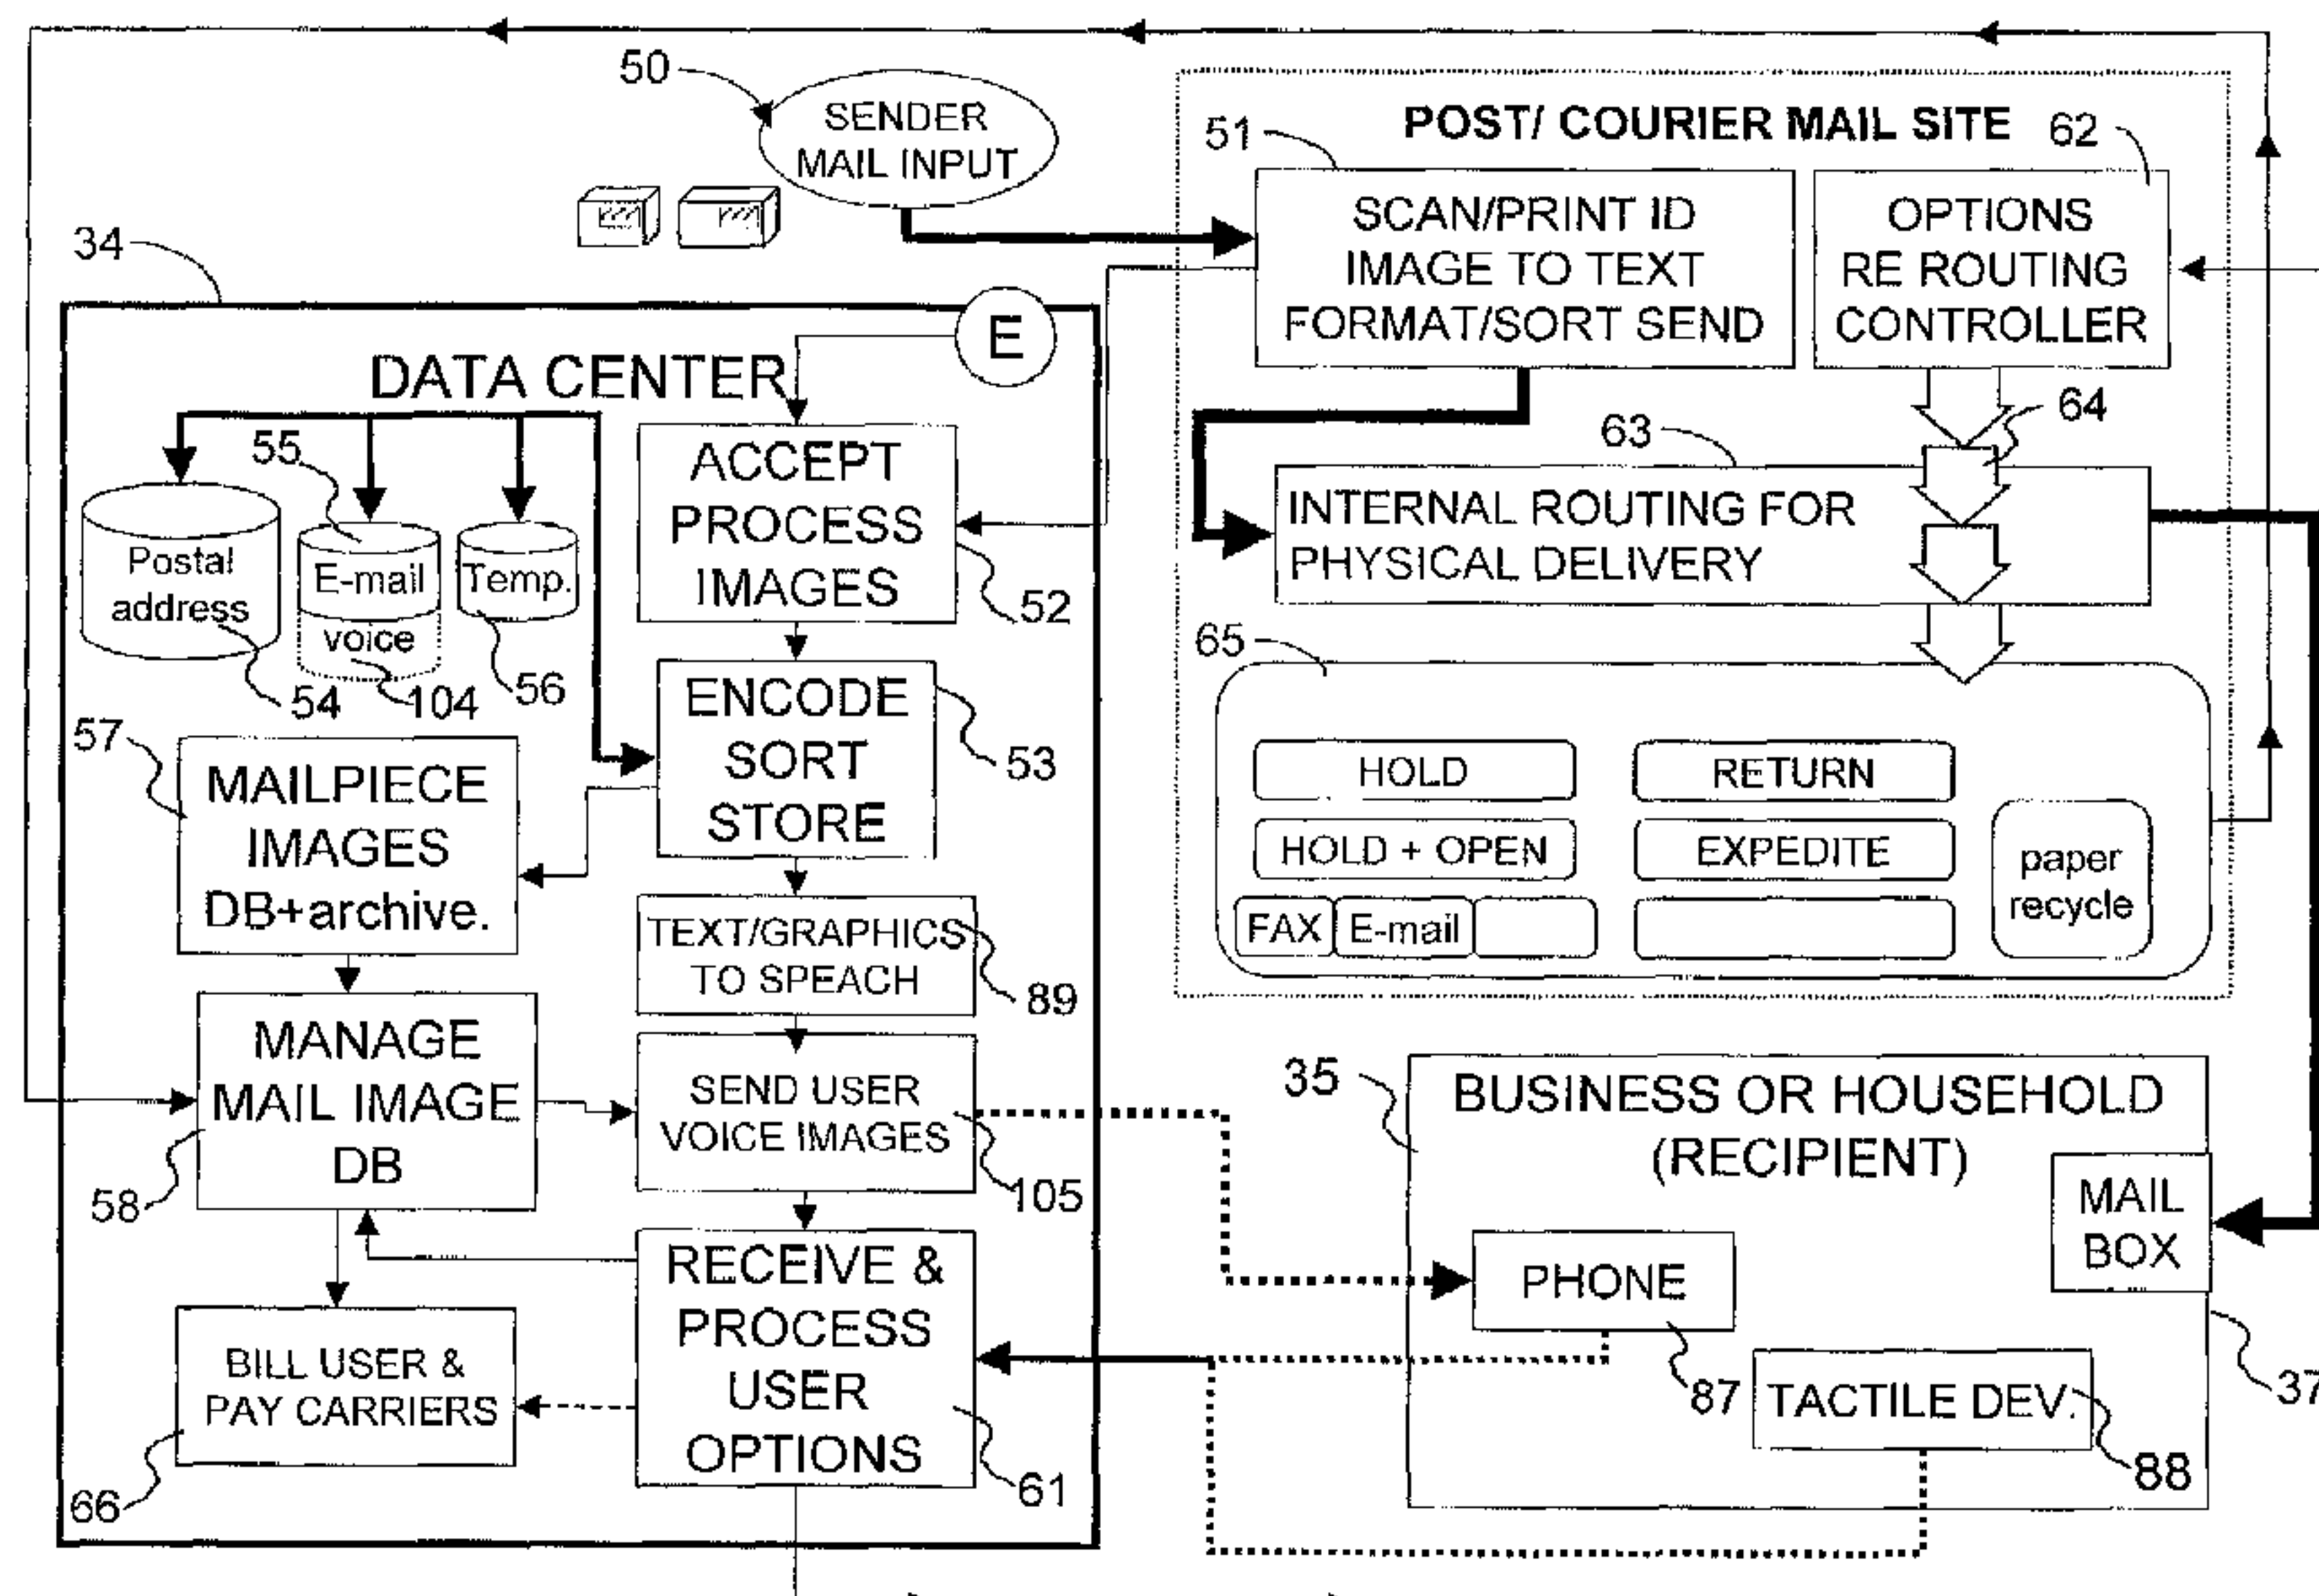 50
SENDER
MAIL INPUT
POST/ COURIER MAIL SITE
51
62
SCAN/PRINT ID
IMAGE TO TEXT
FORMAT/SORT SEND
OPTIONS
RE ROUTING
CONTROLLER
34
E
DATA CENTER
64
63
INTERNAL ROUTING FOR
PHYSICAL DELIVERY
55
ACCEPT
PROCESS
IMAGES
52
Postal
address
E-mail
voice
Temp.
54
104
56
65
ENCODE
SORT
STORE
53
57
MAILPIECE
IMAGES
DB+archive.
HOLD
RETURN
HOLD + OPEN
EXPEDITE
FAX
E-mail
paper
recycle
TEXT/GRAPHICS
TO SPEACH
89
MANAGE
MAIL IMAGE
DB
58
SEND USER
VOICE IMAGES
105
35
BUSINESS OR HOUSEHOLD
(RECIPIENT)
MAIL
BOX
37
PHONE
87
TACTILE DEV.
88
RECEIVE &
PROCESS
USER
OPTIONS
61
BILL USER &
PAY CARRIERS
66